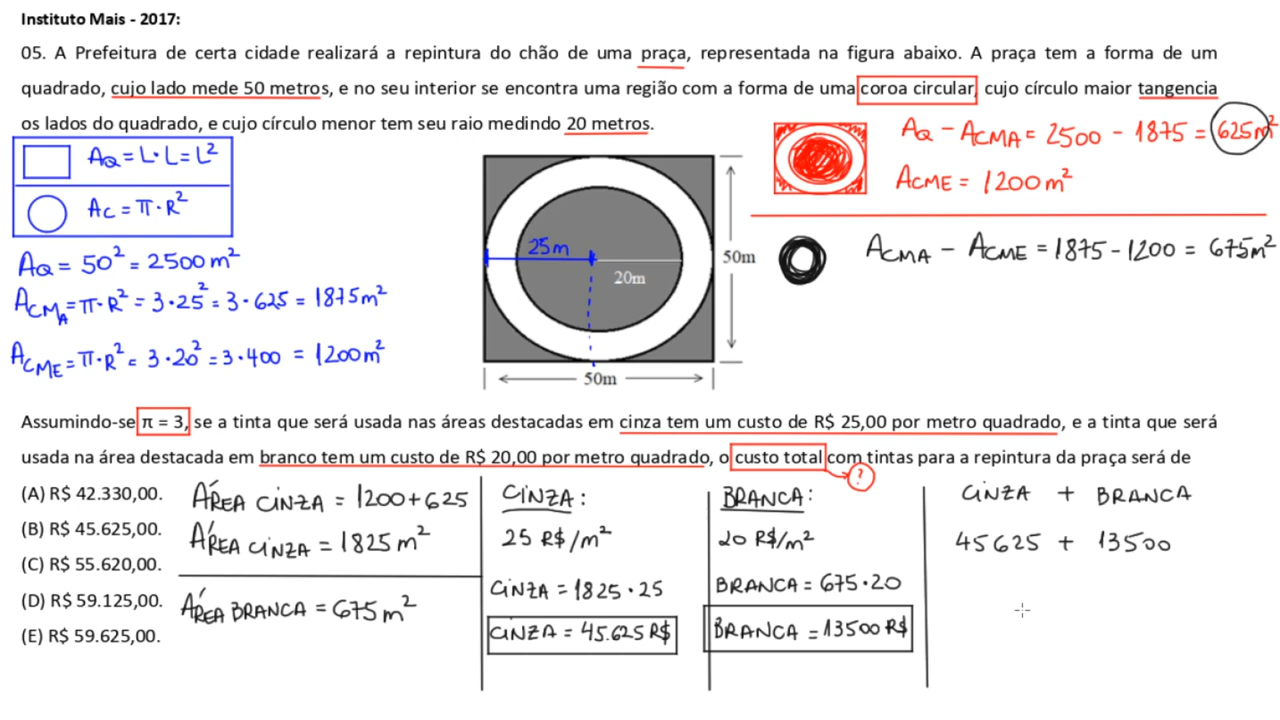 Instituto Mais - 2017:
05. A Prefeitura de certa cidade realizará a repintura do chão de uma praça, representada na figura abaixo. A praça tem a forma de um
quadrado, cujo lado mede 50 metros, e no seu interior se encontra uma região com a forma de uma coroa circular, cujo círculo maior tangencia
os lados do quadrado, e cujo círculo menor tem seu raio medindo 20 metros.
AQ = L·L = L²
AC = π·R²
AQ = 50² = 2500 m²
ACMA = π·R² = 3·25² = 3·625 = 1875 m²
ACME = π·R² = 3·20² = 3·400 = 1200 m²
25m
20m
50m
50m
AQ - ACMA = 2500 - 1875 = 625 m²
ACME = 1200 m²
ACMA - ACME = 1875 - 1200 = 675 m²
Assumindo-se π = 3, se a tinta que será usada nas áreas destacadas em cinza tem um custo de R$ 25,00 por metro quadrado, e a tinta que será
usada na área destacada em branco tem um custo de R$ 20,00 por metro quadrado, o custo total com tintas para a repintura da praça será de
?
(A) R$ 42.330,00.
(B) R$ 45.625,00.
(C) R$ 55.620,00.
(D) R$ 59.125,00.
(E) R$ 59.625,00.
ÁREA CINZA = 1200 + 625
ÁREA CINZA = 1825 m²
ÁREA BRANCA = 675 m²
CINZA:
25 R$/m²
CINZA = 1825·25
CINZA = 45.625 R$
BRANCA:
20 R$/m²
BRANCA = 675·20
BRANCA = 13500 R$
CINZA + BRANCA
45625 + 13500